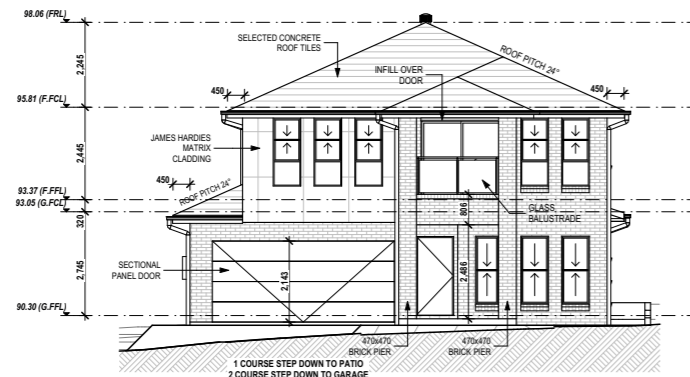 98.06 (FRL)
2,245
SELECTED CONCRETE
ROOF TILES
ROOF PITCH 24°
INFILL OVER
DOOR
450
450
95.81 (F.FCL)
2,445
JAMES HARDIES
MATRIX
CLADDING
93.37 (F.FFL)
450
ROOF PITCH 24°
93.05 (G.FCL)
320
806
GLASS
BALUSTRADE
2,745
SECTIONAL
PANEL DOOR
2,143
2,486
90.30 (G.FFL)
470x470
BRICK PIER
470x470
BRICK PIER
1 COURSE STEP DOWN TO PATIO
2 COURSE STEP DOWN TO GARAGE